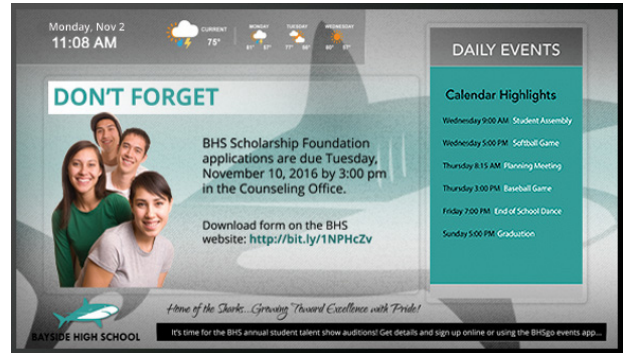 Monday, Nov 2
11:08 AM
CURRENT
75°
MONDAY
TUESDAY
WEDNESDAY
DAILY EVENTS
DON'T FORGET
BHS Scholarship Foundation
applications are due Tuesday,
November 10, 2016 by 3:00 pm
in the Counseling Office.
Download form on the BHS
website: http://bit.ly/1NPHcZv
Calendar Highlights
Wednesday 9:00 AM Student Assembly
Wednesday 5:00 PM Softball Game
Thursday 8:15 AM Planning Meeting
Thursday 3:00 PM Baseball Game
Friday 7:00 PM End of School Dance
Sunday 5:00 PM Graduation
Home of the Sharks...Growing Toward Excellence with Pride!
BAYSIDE HIGH SCHOOL
It's time for the BHS annual student talent show auditions! Get details and sign up online or using the BHSgo events app...